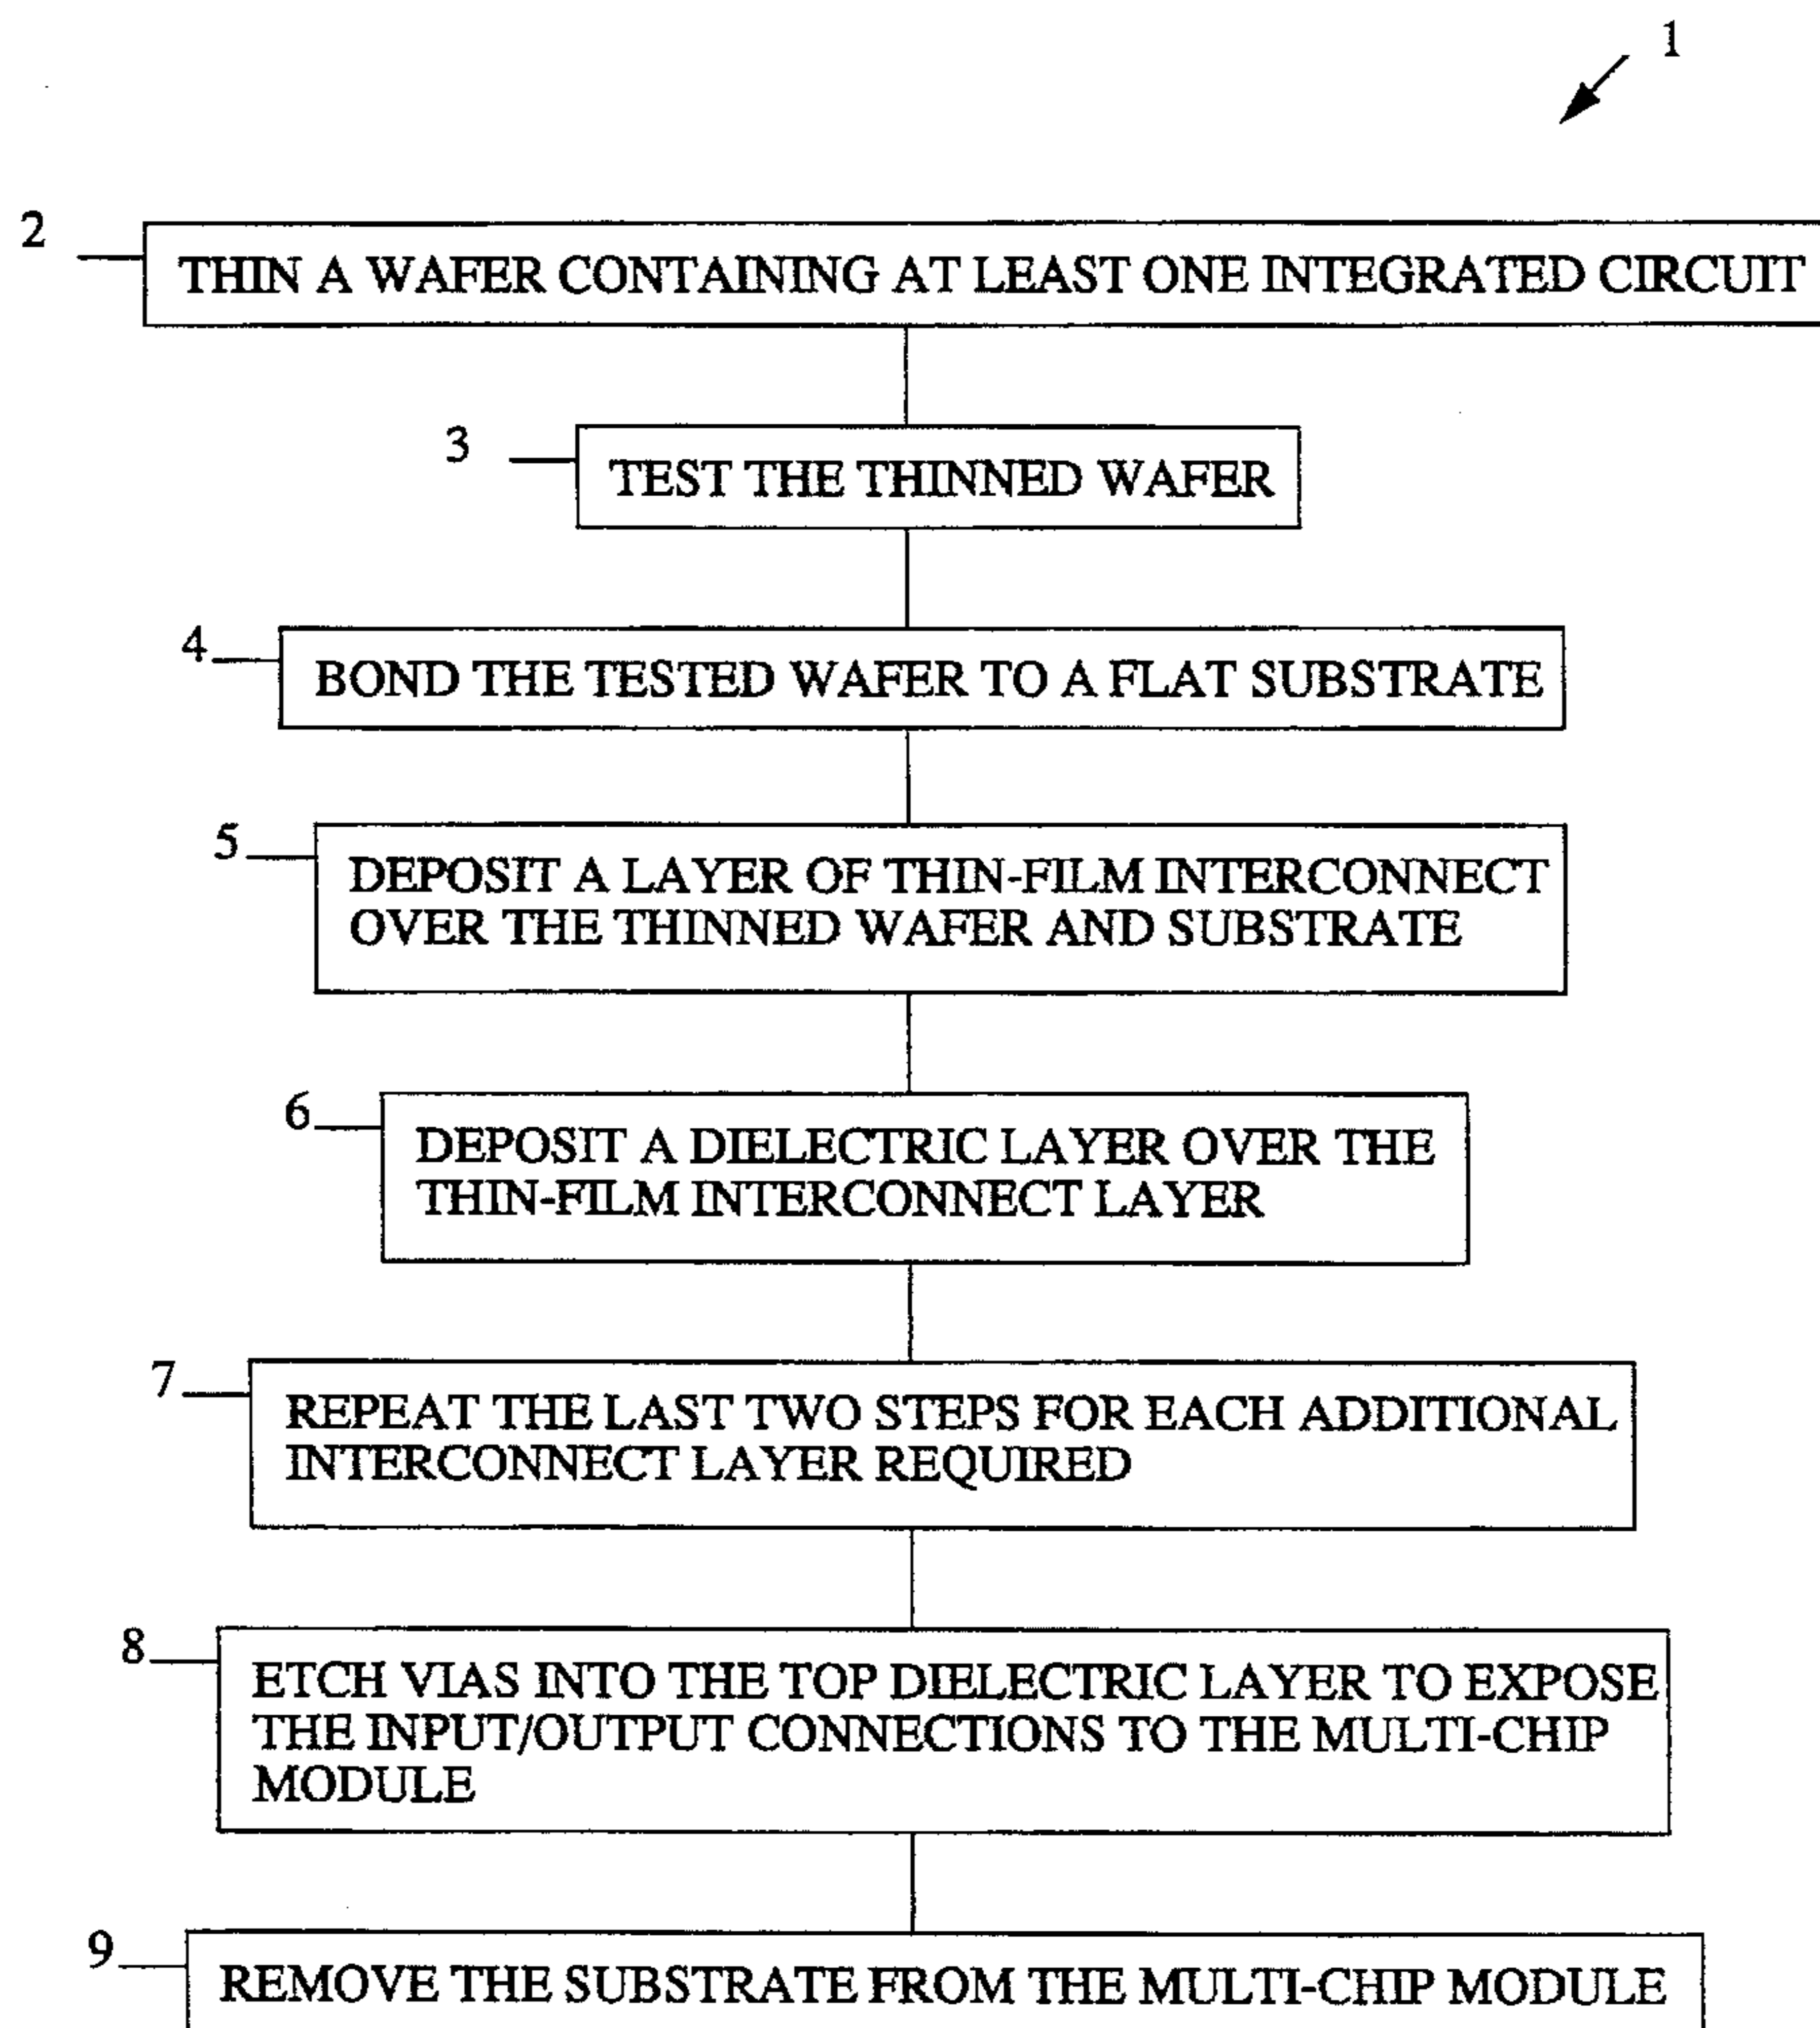 1
2
THIN A WAFER CONTAINING AT LEAST ONE INTEGRATED CIRCUIT
3
TEST THE THINNED WAFER
4
BOND THE TESTED WAFER TO A FLAT SUBSTRATE
5
DEPOSIT A LAYER OF THIN-FILM INTERCONNECT
OVER THE THINNED WAFER AND SUBSTRATE
6
DEPOSIT A DIELECTRIC LAYER OVER THE
THIN-FILM INTERCONNECT LAYER
7
REPEAT THE LAST TWO STEPS FOR EACH ADDITIONAL
INTERCONNECT LAYER REQUIRED
8
ETCH VIAS INTO THE TOP DIELECTRIC LAYER TO EXPOSE
THE INPUT/OUTPUT CONNECTIONS TO THE MULTI-CHIP
MODULE
9
REMOVE THE SUBSTRATE FROM THE MULTI-CHIP MODULE